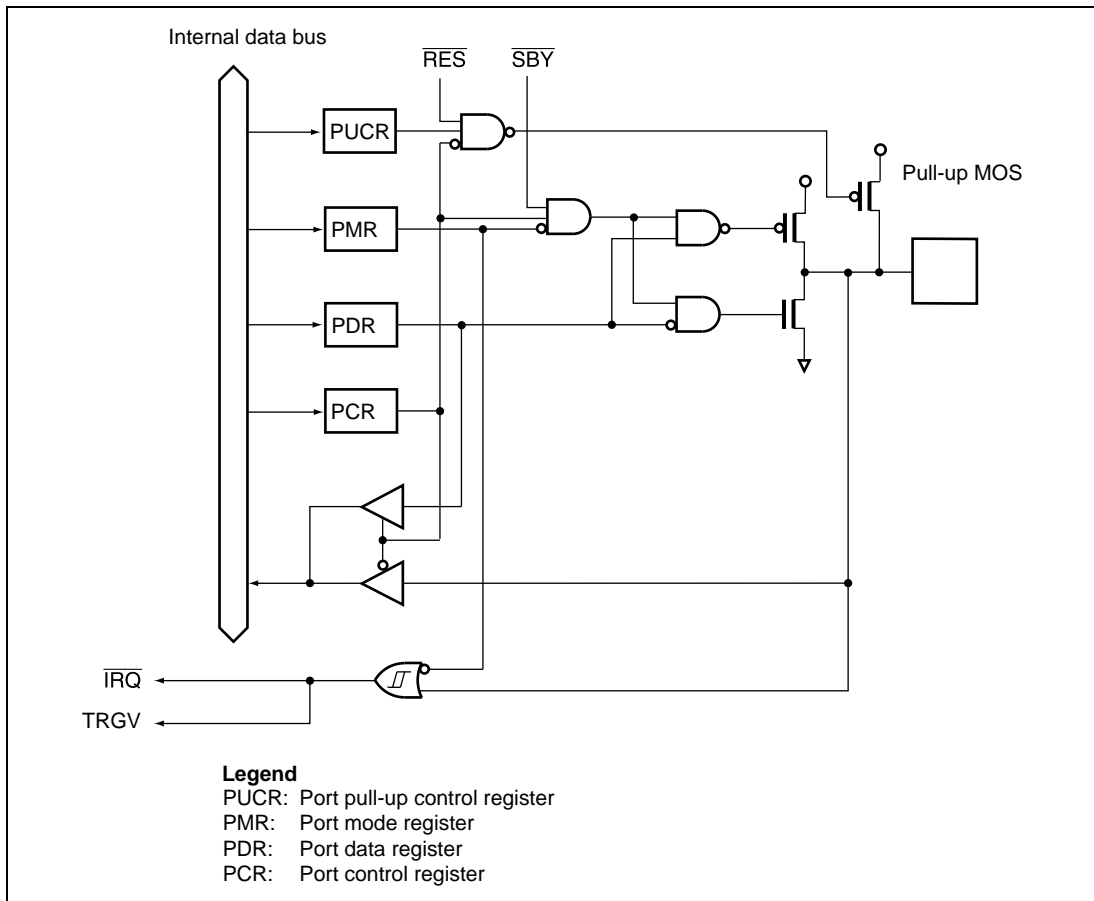 Internal data bus
RES
SBY
PUCR
Pull-up MOS
PMR
PDR
PCR
IRQ
TRGV
Legend
PUCR: Port pull-up control register
PMR: Port mode register
PDR: Port data register
PCR: Port control register